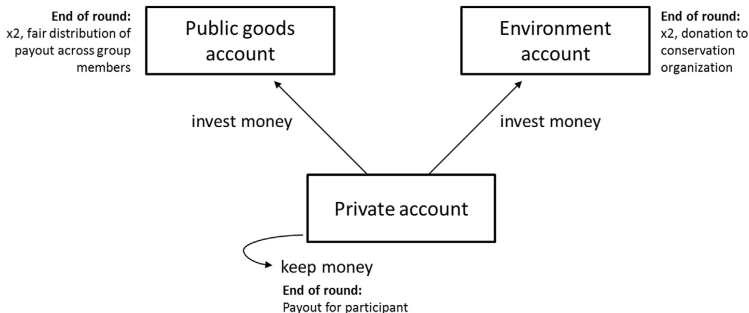 End of round:
x2, fair distribution of
payout across group
members
Public goods
account
Environment
account
End of round:
x2, donation to
conservation
organization
invest money
invest money
Private account
keep money
End of round:
Payout for participant